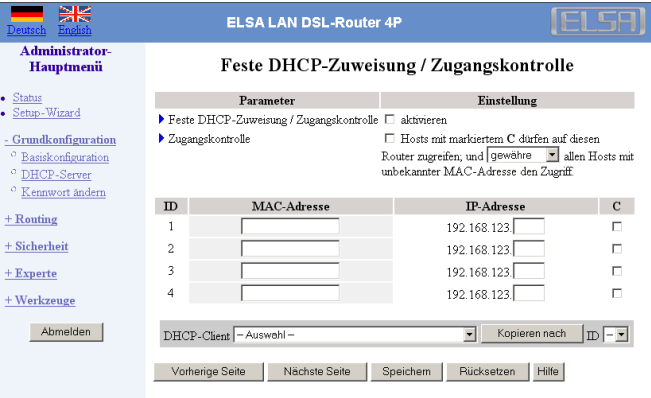 ELSA LAN DSL-Router 4P
ELSA
Deutsch English
Administrator-
Hauptmenü
Status
Setup-Wizard
- Grundkonfiguration
Basiskonfiguration
DHCP-Server
Kennwort ändern
+ Routing
+ Sicherheit
+ Experte
+ Werkzeuge
Abmelden
Feste DHCP-Zuweisung / Zugangskontrolle
Parameter Einstellung
Feste DHCP-Zuweisung / Zugangskontrolle aktivieren
Zugangskontrolle Hosts mit markiertem C dürfen auf diesen
Router zugreifen; und gewähre allen Hosts mit
unbekannter MAC-Adresse den Zugriff.
ID MAC-Adresse IP-Adresse C
1 192.168.123.
2 192.168.123.
3 192.168.123.
4 192.168.123.
DHCP-Client -- Auswahl -- Kopieren nach ID --
Vorherige Seite Nächste Seite Speichern Rücksetzen Hilfe